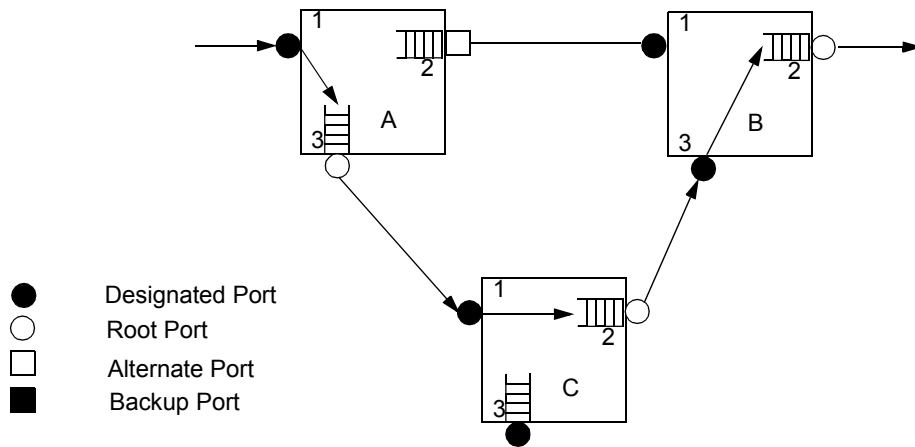 1
2
3
A
1
2
3
B
1
2
3
C
Designated Port
Root Port
Alternate Port
Backup Port